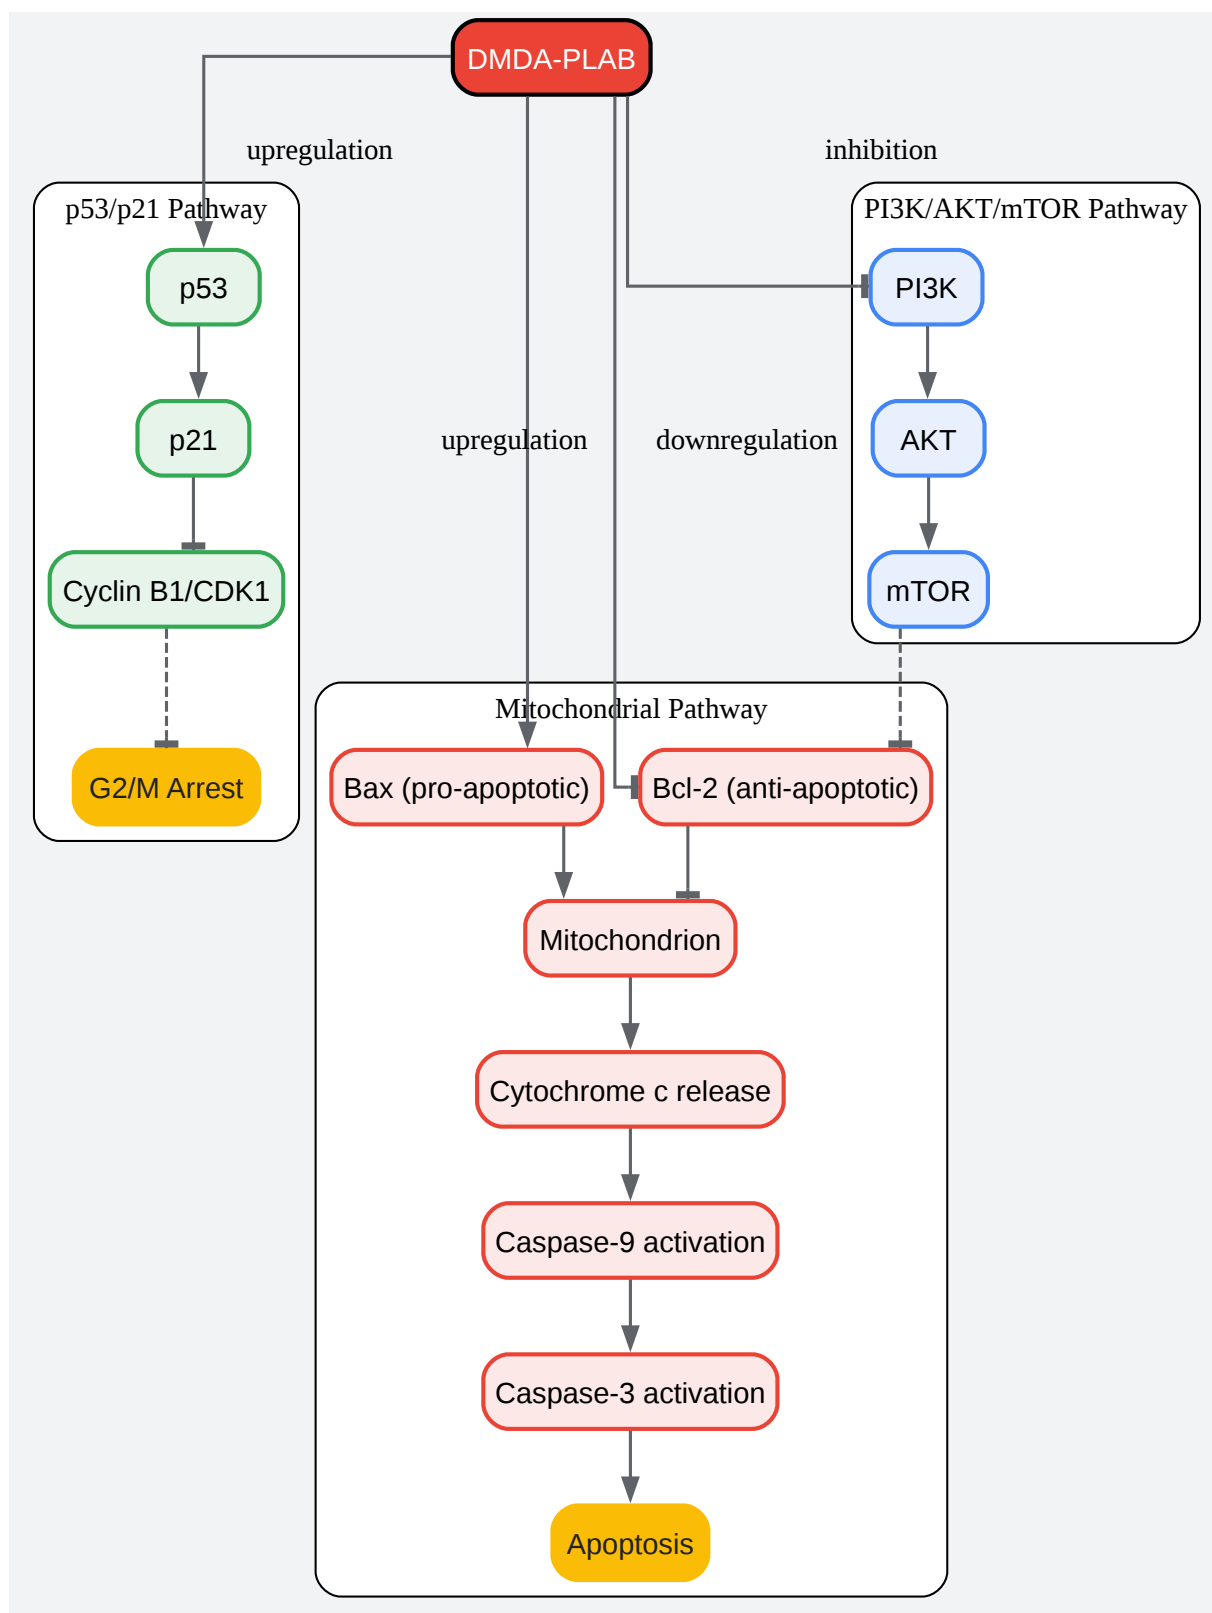 DMDA-PLAB
upregulation
inhibition
p53/p21 Pathway
PI3K/AKT/mTOR Pathway
p53
PI3K
p21
upregulation
downregulation
AKT
Cyclin B1/CDK1
mTOR
Mitochondrial Pathway
G2/M Arrest
Bax (pro-apoptotic)
Bcl-2 (anti-apoptotic)
Mitochondrion
Cytochrome c release
Caspase-9 activation
Caspase-3 activation
Apoptosis